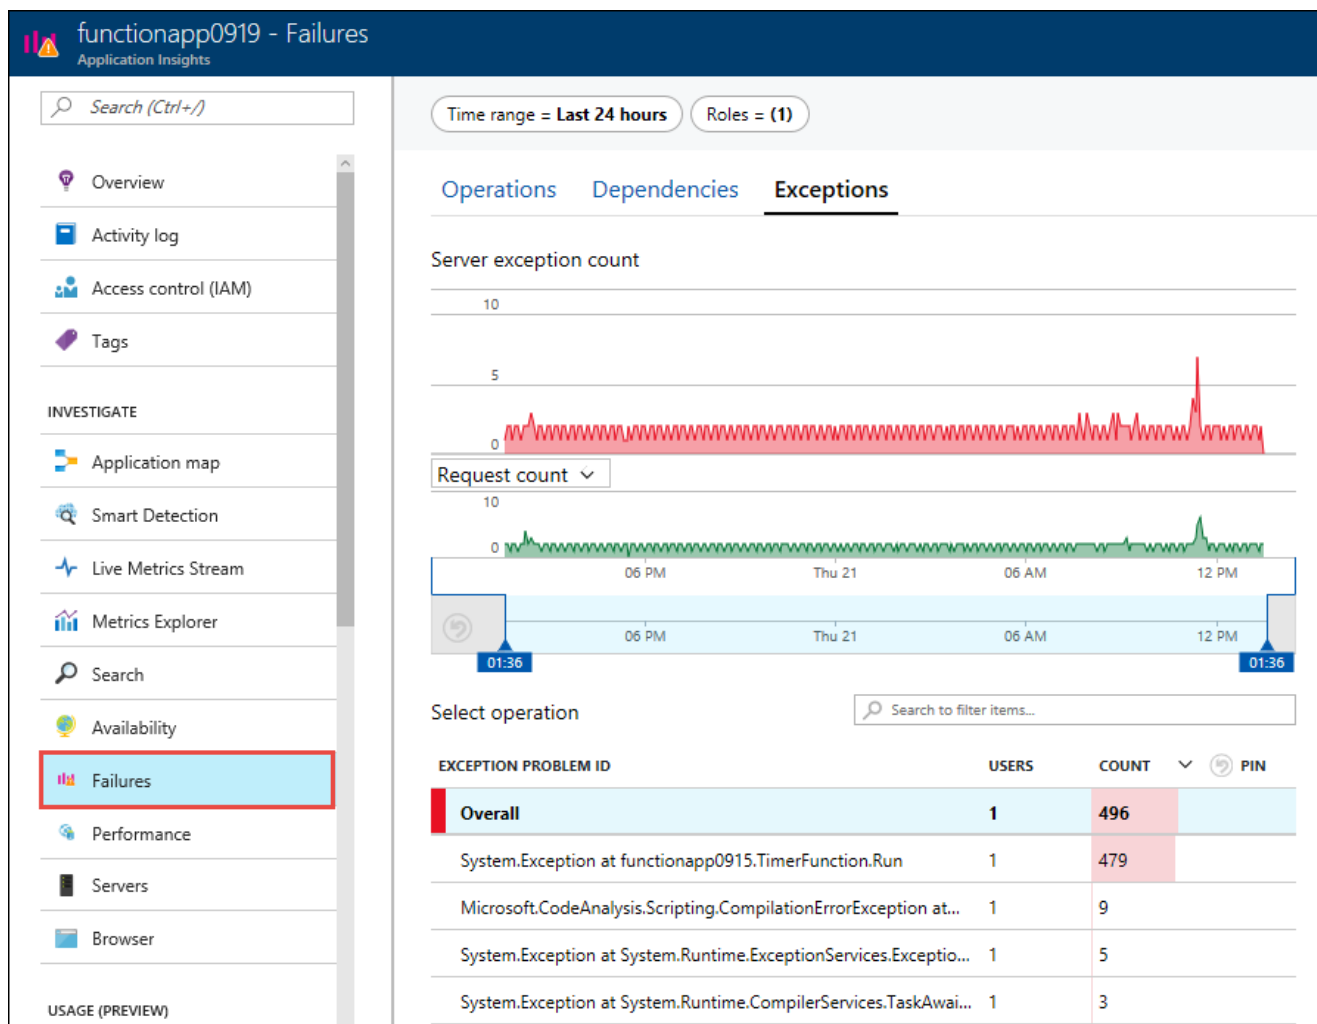 functionapp0919 - Failures
Application Insights
Search (Ctrl+/)
Overview
Activity log
Access control (IAM)
Tags
INVESTIGATE
Application map
Smart Detection
Live Metrics Stream
Metrics Explorer
Search
Availability
Failures
Performance
Servers
Browser
USAGE (PREVIEW)
Time range = Last 24 hours
Roles = (1)
Operations Dependencies Exceptions
Server exception count
10
5
0
Request count
10
0
06 PM Thu 21 06 AM 12 PM
06 PM Thu 21 06 AM 12 PM
01:36 01:36
Select operation
Search to filter items...
EXCEPTION PROBLEM ID USERS COUNT PIN
Overall 1 496
System.Exception at functionapp0915.TimerFunction.Run 1 479
Microsoft.CodeAnalysis.Scripting.CompilationErrorException at... 1 9
System.Exception at System.Runtime.ExceptionServices.Exceptio... 1 5
System.Exception at System.Runtime.CompilerServices.TaskAwai... 1 3